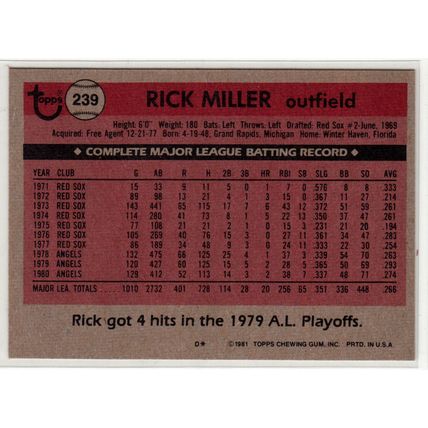 topps 239 RICK MILLER outfield
Height: 6'0" Weight: 180 Bats: Left Throws: Left Drafted: Red Sox #2-June, 1969
Acquired: Free Agent 12-21-77 Born: 4-19-48, Grand Rapids, Michigan Home: Winter Haven, Florida
COMPLETE MAJOR LEAGUE BATTING RECORD
YEAR CLUB G AB R H 2B 3B HR RBI SB SLG BB SO AVG
1971 RED SOX 15 33 9 11 5 0 1 7 0 .576 8 8 .333
1972 RED SOX 89 98 13 21 4 1 3 15 0 .367 11 27 .214
1973 RED SOX 143 441 65 115 17 7 6 43 12 .372 51 59 .261
1974 RED SOX 114 280 41 73 8 1 5 22 13 .350 37 47 .261
1975 RED SOX 77 108 21 21 2 1 0 15 3 .231 21 20 .194
1976 RED SOX 105 269 40 76 15 3 0 27 11 .361 34 47 .283
1977 RED SOX 86 189 34 48 9 3 0 24 11 .333 22 30 .254
1978 ANGELS 132 475 66 125 25 4 1 37 3 .339 54 70 .263
1979 ANGELS 120 427 60 125 15 5 2 28 5 .365 50 69 .293
1980 ANGELS 129 412 52 113 14 3 2 38 7 .337 48 71 .274
MAJOR LEA. TOTALS 1010 2732 401 728 114 28 20 256 65 .351 336 448 .266
Rick got 4 hits in the 1979 A.L. Playoffs.
D* ©1981 TOPPS CHEWING GUM, INC. PRTD. IN U.S.A.